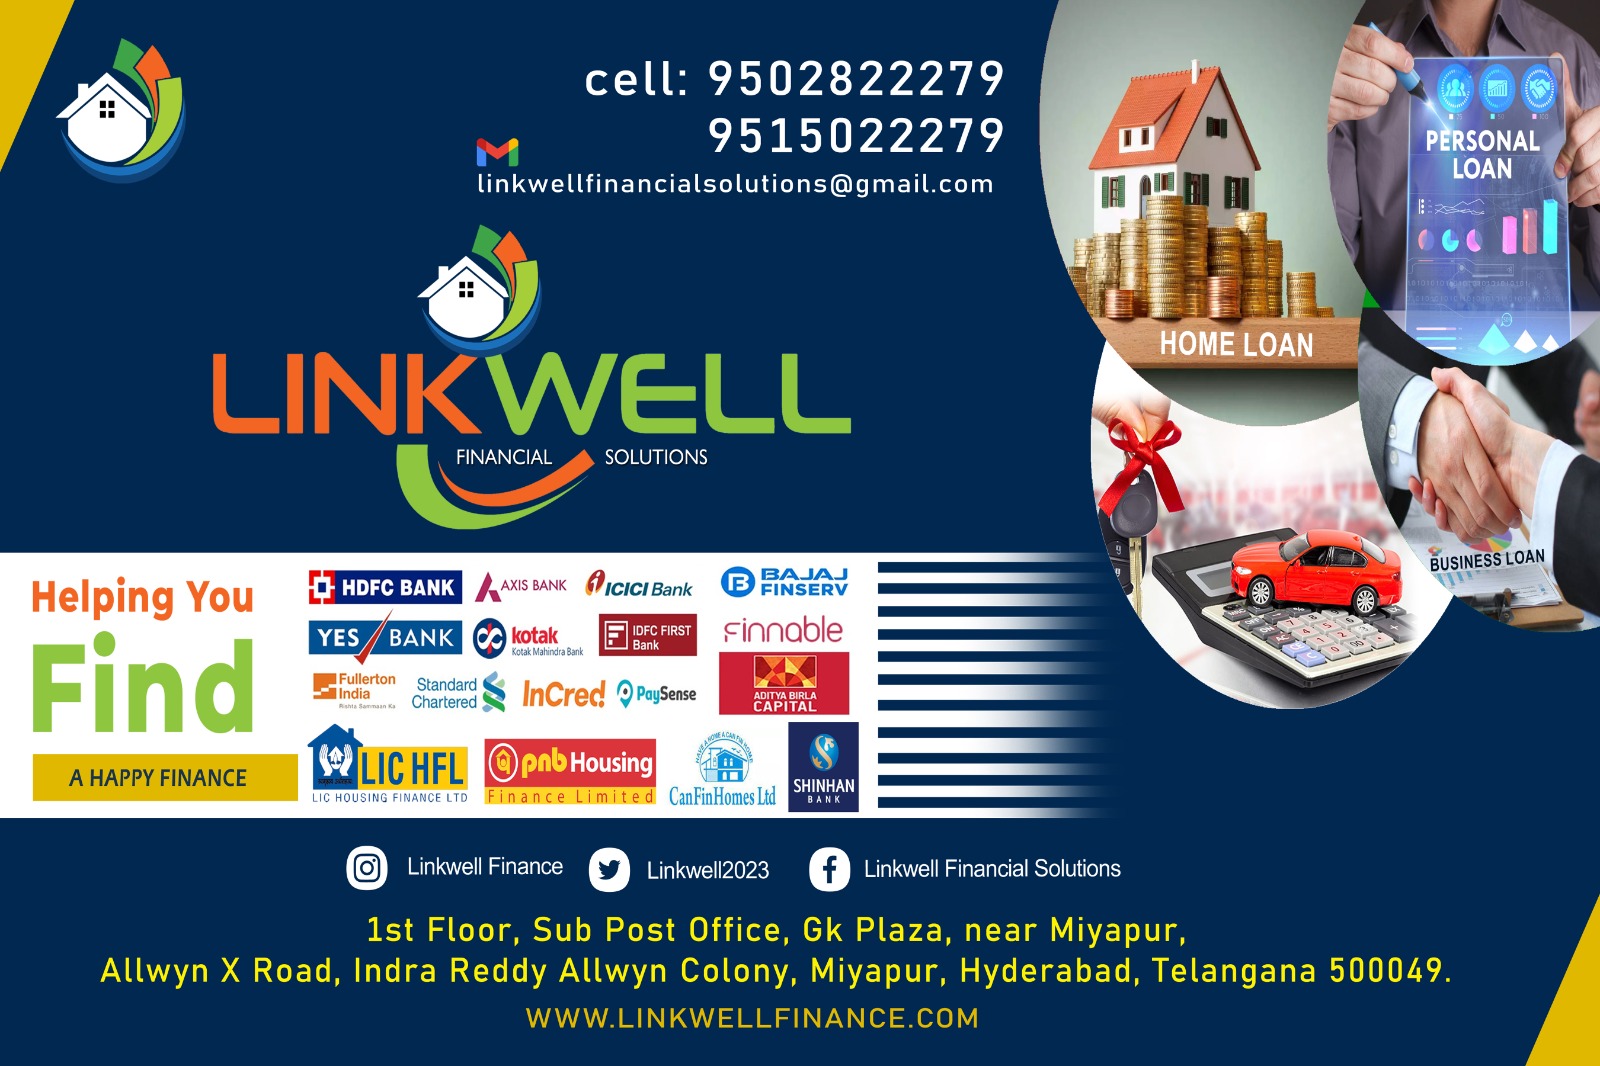 cell: 9502822279
9515022279
linkwellfinancialsolutions@gmail.com
LINKWELL
FINANCIAL SOLUTIONS
HOME LOAN
PERSONAL
LOAN
BUSINESS LOAN
Helping You
Find
A HAPPY FINANCE
HDFC BANK
AXIS BANK
ICICI Bank
BAJAJ
FINSERV
YES BANK
kotak
Kotak Mahindra Bank
IDFC FIRST
Bank
Finnable
Fullerton
India
Rishta Sammaan Ka
Standard
Chartered
InCred!
PaySense
ADITYA BIRLA
CAPITAL
LIC HFL
LIC HOUSING FINANCE LTD
pnb Housing
Finance Limited
CanFinHomes Ltd
SHINHAN
BANK
Linkwell Finance
Linkwell2023
Linkwell Financial Solutions
1st Floor, Sub Post Office, Gk Plaza, near Miyapur,
Allwyn X Road, Indra Reddy Allwyn Colony, Miyapur, Hyderabad, Telangana 500049.
WWW.LINKWELLFINANCE.COM